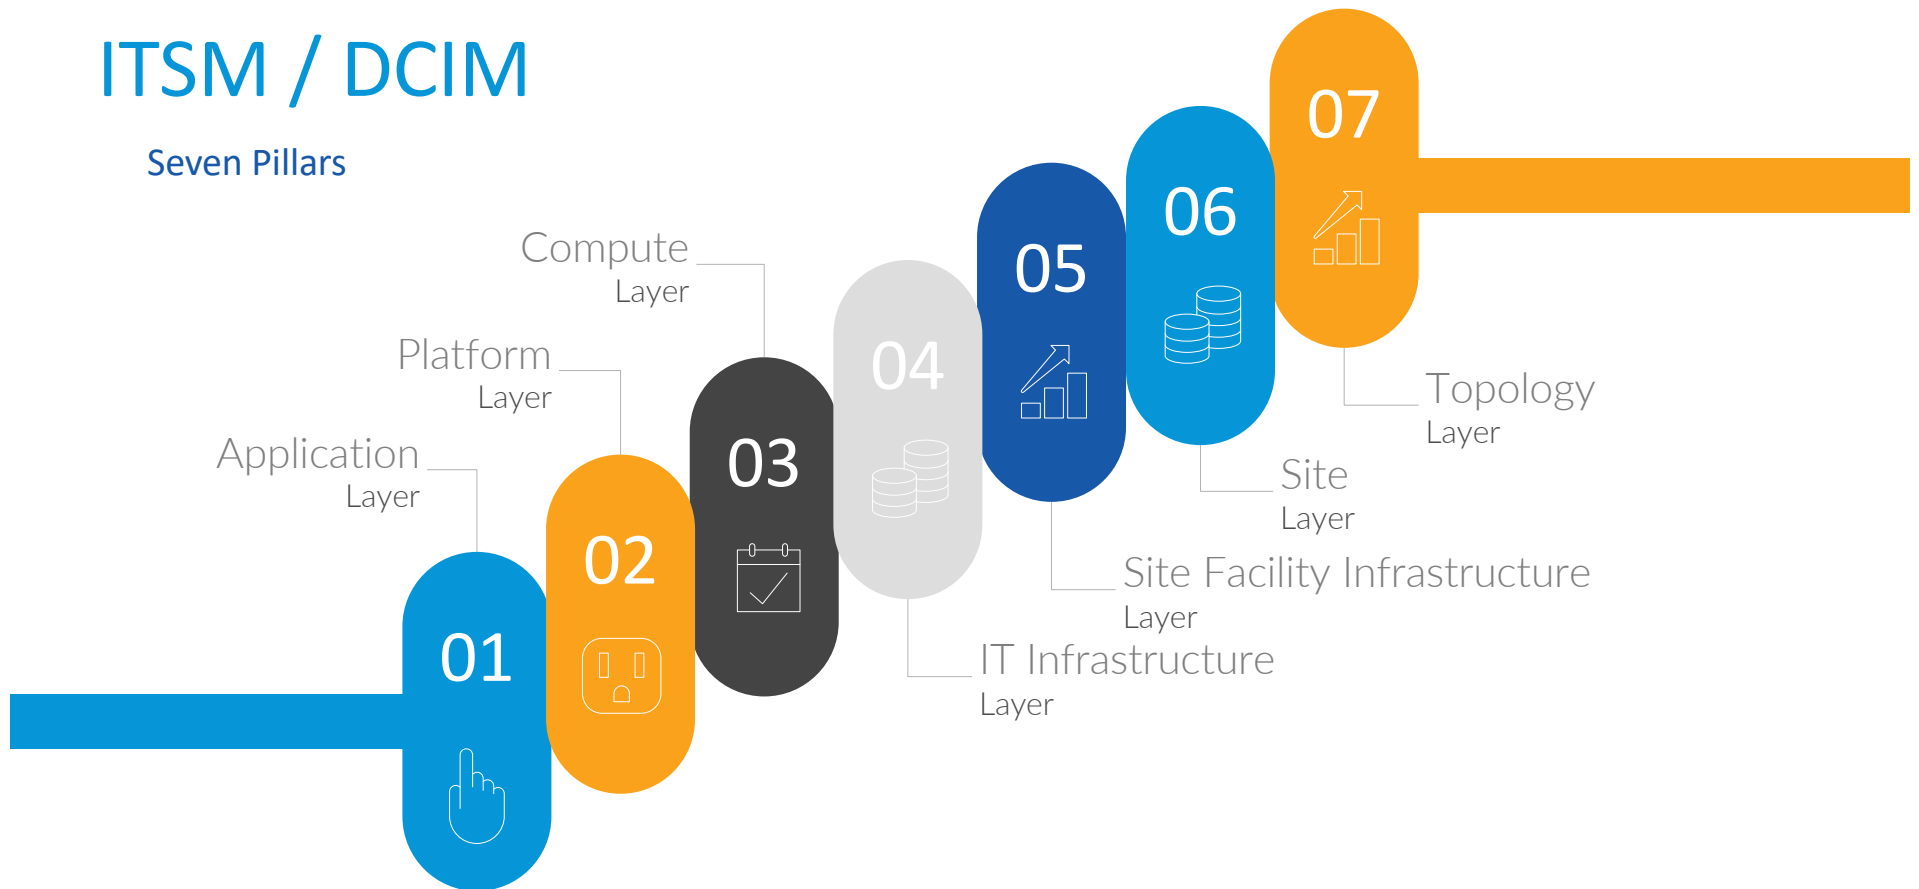 ITSM / DCIM
Seven Pillars
01
Application
Layer
02
Platform
Layer
03
Compute
Layer
04
IT Infrastructure
Layer
05
Site Facility Infrastructure
Layer
06
Site
Layer
07
Topology
Layer